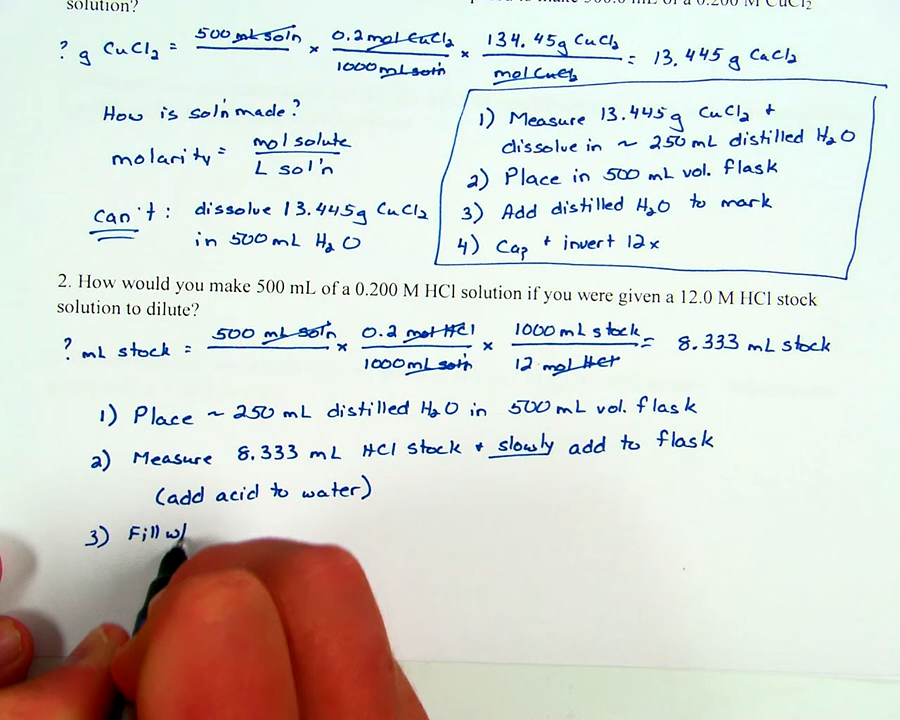 solution?
of a 0.200 M CuCl₂
? g CuCl₂ = 500 mL soln × 0.2 mol CuCl₂ / 1000 mL soln × 134.45g CuCl₂ / mol CuCl₂ = 13.445 g CaCl₂
How is sol'n made?
molarity = mol solute / L sol'n
can't: dissolve 13.445g CuCl₂
in 500 mL H₂O
1) Measure 13.445g CuCl₂ +
dissolve in ~ 250 mL distilled H₂O
2) Place in 500 mL vol. flask
3) Add distilled H₂O to mark
4) Cap + invert 12x
2. How would you make 500 mL of a 0.200 M HCl solution if you were given a 12.0 M HCl stock
solution to dilute?
? mL stock = 500 mL sol'n × 0.2 mol HCl / 1000 mL soln × 1000 mL stock / 12 mol HCl = 8.333 mL stock
1) Place ~ 250 mL distilled H₂O in 500 mL vol. flask
2) Measure 8.333 mL HCl stock + slowly add to flask
(add acid to water)
3) Fill w/